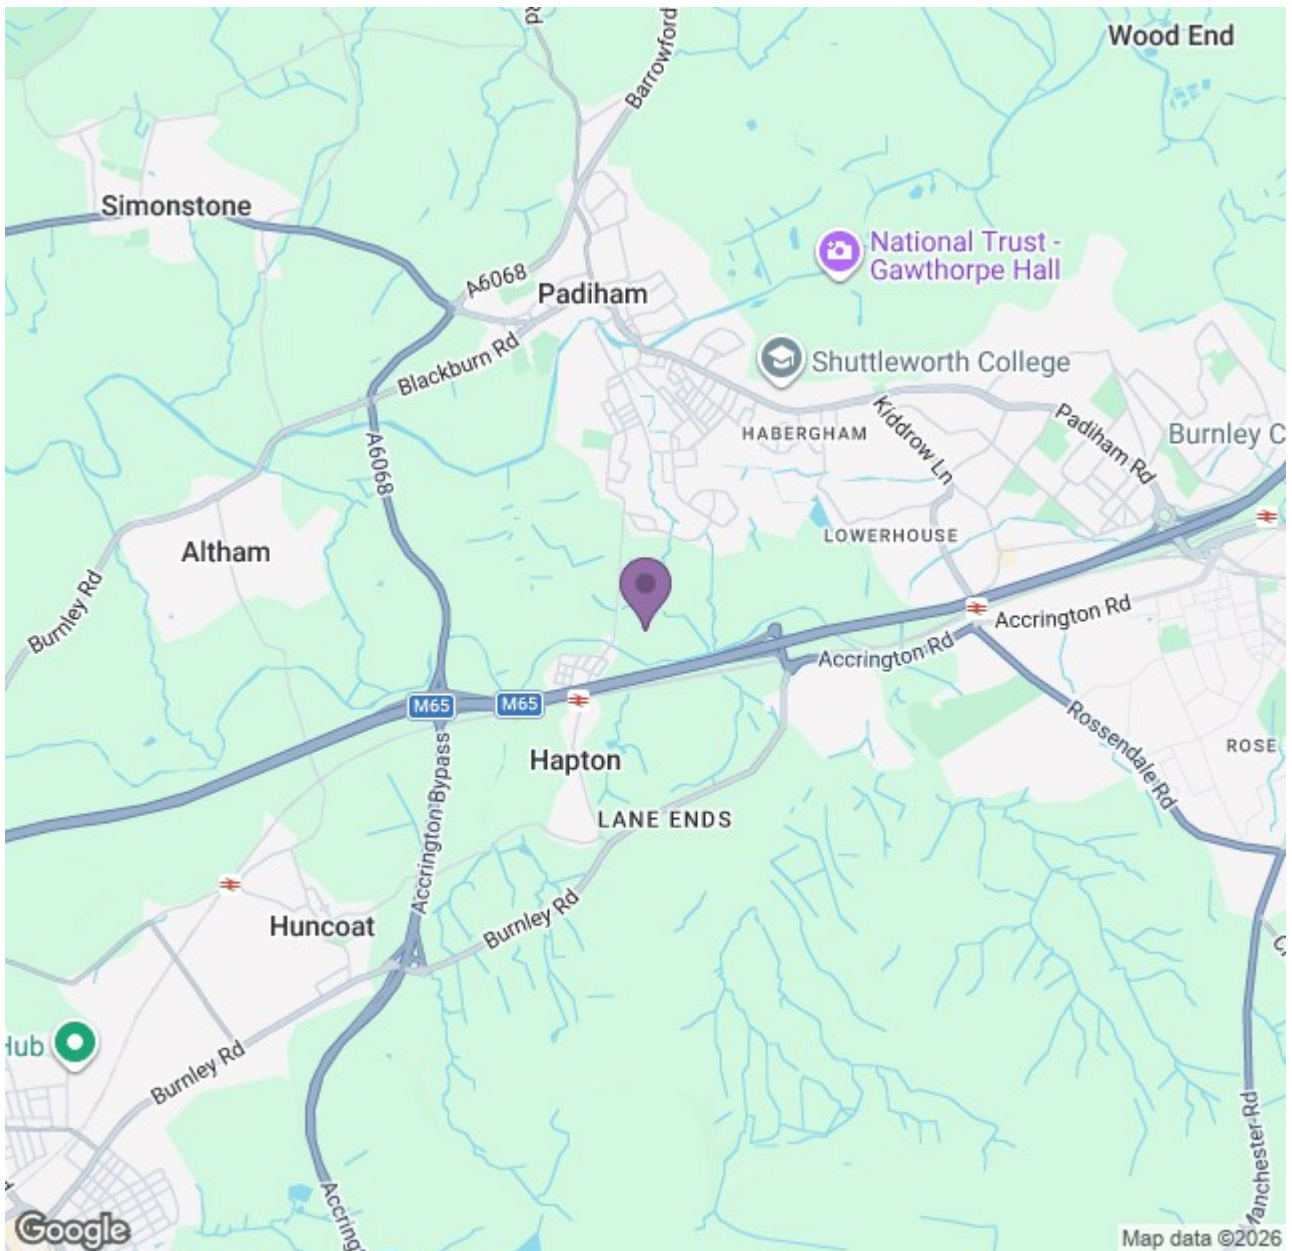 Wood End
Barrowford
Rd
Simonstone
National Trust -
Gawthorpe Hall
A6068
Padiham
Blackburn Rd
Shuttleworth College
Kiddrow Ln
Padiham Rd
HABERGHAM
Burnley C
A6068
LOWERHOUSE
Altham
Burnley Rd
Accrington Rd
Accrington Rd
M65
M65
Rossendale Rd
Hapton
ROSE
Accrington Bypass
LANE ENDS
Huncoat
Burnley Rd
Hub
Burnley Rd
Manchester Rd
Accring
Google
Map data ©2026